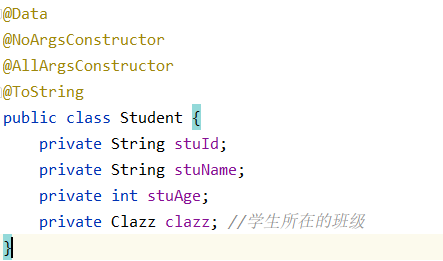 @Data
@NoArgsConstructor
@AllArgsConstructor
@ToString
public class Student {
    private String stuId;
    private String stuName;
    private int stuAge;
    private Clazz clazz; //学生所在的班级
}